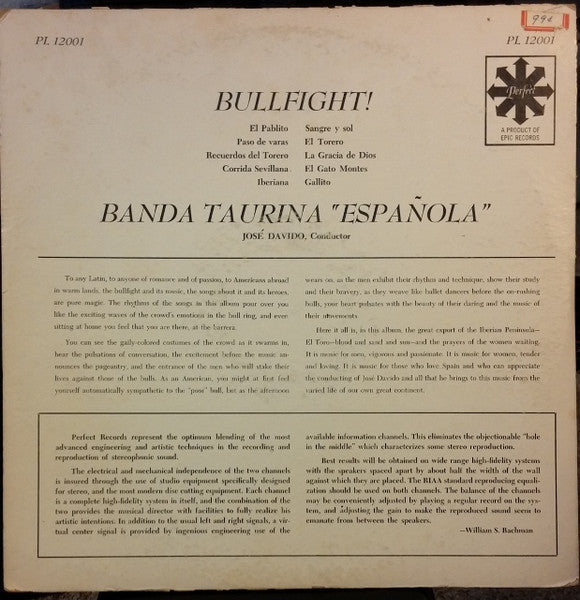 99¢
PL 12001
PL 12001
Perfect
A PRODUCT OF
EPIC RECORDS
BULLFIGHT!
El Pablito
Paso de varas
Recuerdos del Torero
Corrida Sevillana
Iberiana
Sangre y sol
El Torero
La Gracia de Dios
El Gato Montes
Gallito
BANDA TAURINA "ESPAÑOLA"
JOSÉ DAVIDO, Conductor
To any Latin, to anyone of romance and of passion, to Americans abroad
in warm lands, the bullfight and its music, the songs about it and its heroes,
are pure magic. The rhythms of the songs in this album pour over you
like the exciting waves of the crowd's emotions in the bull ring, and even
sitting at home you feel that you are there, at the barrera.
You can see the gaily-colored costumes of the crowd as it swarms in,
hear the pulsations of conversation, the excitement before the music an-
nounces the pageantry, and the entrance of the men who will stake their
lives against those of the bulls. As an American, you might at first feel
yourself automatically sympathetic to the "poor" bull, but as the afternoon
wears on, as the men exhibit their rhythm and technique, show their study
and their bravery, as they weave like ballet dancers before the on-rushing
bulls, your heart pulsates with the beauty of their daring and the music of
their movements.
Here it all is, in this album, the great export of the Iberian Peninsula—
El Toro—blood and sand and sun—and the prayers of the women waiting.
It is music for men, vigorous and passionate. It is music for women, tender
and loving. It is music for those who love Spain and who can appreciate
the conducting of José Davido and all that he brings to this music from the
varied life of our own great continent.
Perfect Records represent the optimum blending of the most
advanced engineering and artistic techniques in the recording and
reproduction of stereophonic sound.
The electrical and mechanical independence of the two channels
is insured through the use of studio equipment specifically designed
for stereo, and the most modern disc cutting equipment. Each channel
is a complete high-fidelity system in itself, and the combination of the
two provides the musical director with facilities to fully realize his
artistic intentions. In addition to the usual left and right signals, a vir-
tual center signal is provided by ingenious engineering use of the
available information channels. This eliminates the objectionable "hole
in the middle" which characterizes some stereo reproduction.
Best results will be obtained on wide range high-fidelity systems
with the speakers spaced apart by about half the width of the wall
against which they are placed. The RIAA standard reproducing equali-
zation should be used on both channels. The balance of the channels
may be conveniently adjusted by playing a regular record on the sys-
tem, and adjusting the gain to make the reproduced sound seem to
emanate from between the speakers.
—William S. Bachman